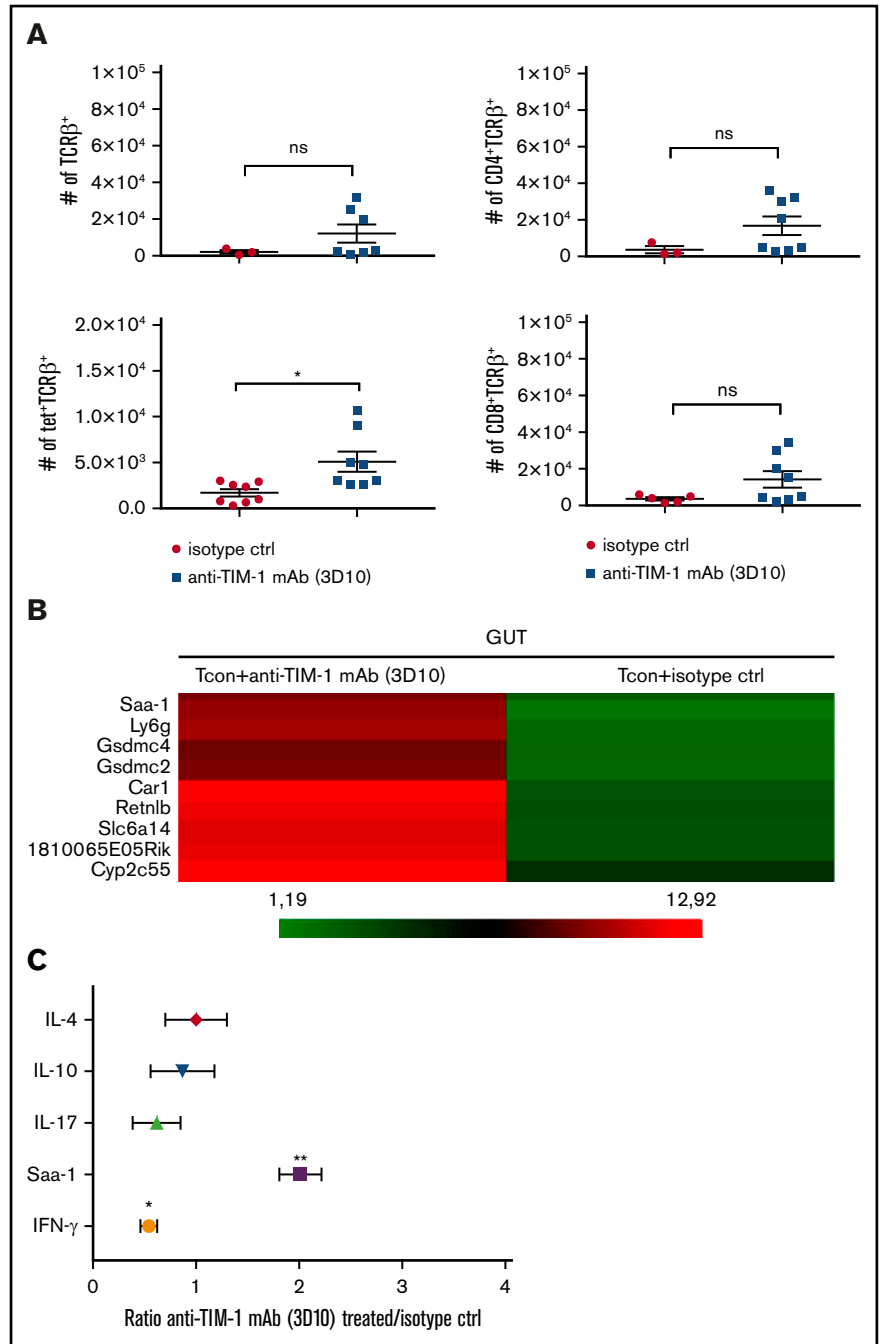 A
1×10⁵
8×10⁴
6×10⁴
4×10⁴
2×10⁴
0
# of TCRβ⁺
ns
1×10⁵
8×10⁴
6×10⁴
4×10⁴
2×10⁴
0
# of CD4⁺TCRβ⁺
ns
2.0×10⁴
1.5×10⁴
1.0×10⁴
5.0×10³
0.0
# of tet⁺TCRβ⁺
*
isotype ctrl
anti-TIM-1 mAb (3D10)
1×10⁵
8×10⁴
6×10⁴
4×10⁴
2×10⁴
0
# of CD8⁺TCRβ⁺
ns
isotype ctrl
anti-TIM-1 mAb (3D10)
B
GUT
Tcon+anti-TIM-1 mAb (3D10) Tcon+isotype ctrl
Saa-1
Ly6g
Gsdmc4
Gsdmc2
Car1
Retnlb
Slc6a14
1810065E05Rik
Cyp2c55
1,19 12,92
C
IL-4
IL-10
IL-17
Saa-1 **
IFN-γ *
0 1 2 3 4
Ratio anti-TIM-1 mAb (3D10) treated/isotype ctrl